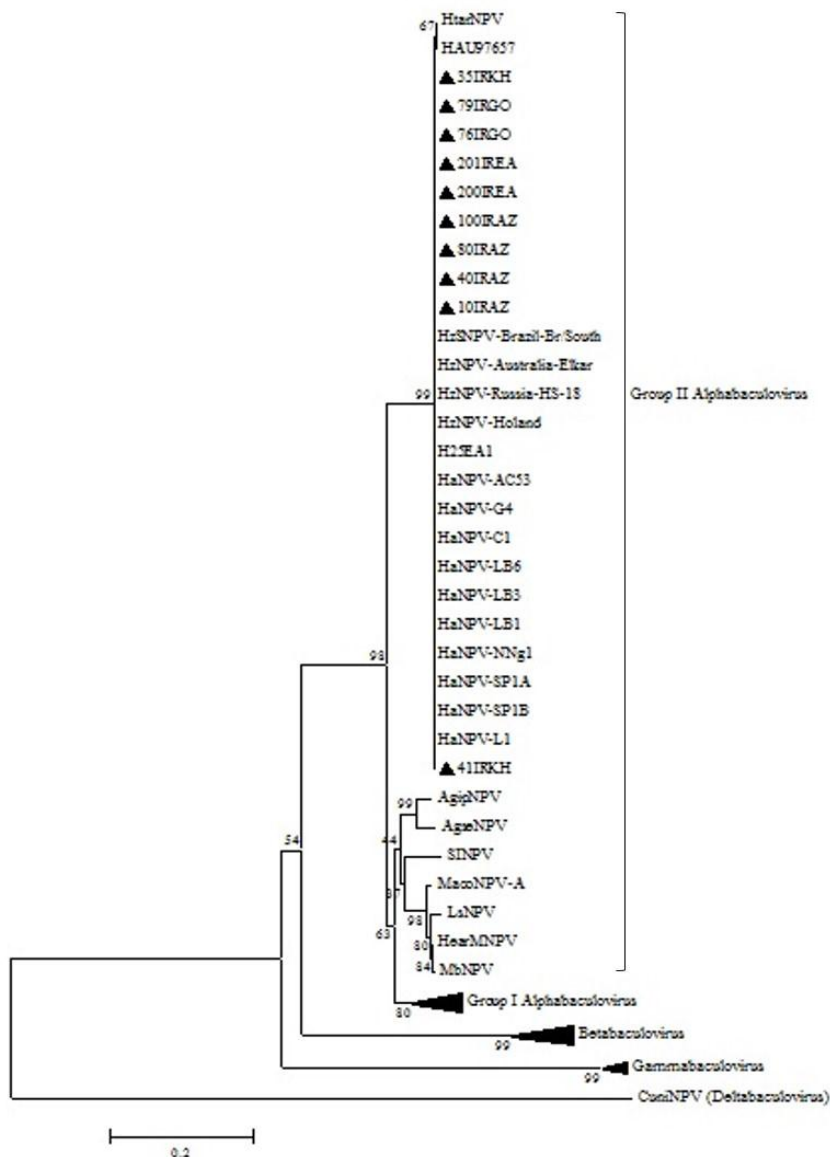 HtarNPV
67
HAU97657
35IRKH
79IRGO
76IRGO
201IREA
200IREA
100IRAZ
80IRAZ
40IRAZ
10IRAZ
HzSNPV-Brazil-Br/South
HzNPV-Australia-Elkar
99
HzNPV-Russia-HS-18
Group II Alphabaculovirus
HzNPV-Holand
H25EA1
HaNPV-AC53
HaNPV-G4
HaNPV-C1
HaNPV-LB6
HaNPV-LB3
HaNPV-LB1
HaNPV-NNg1
98
HaNPV-SP1A
HaNPV-SP1B
HaNPV-L1
41IRKH
99
AgipNPV
AgseNPV
54
44
SlNPV
MacoNPV-A
98
LsNPV
63
80
HearMNPV
84
MbNPV
80
Group I Alphabaculovirus
99
Betabaculovirus
99
Gammabaculovirus
CuniNPV (Deltabaculovirus)
0.2